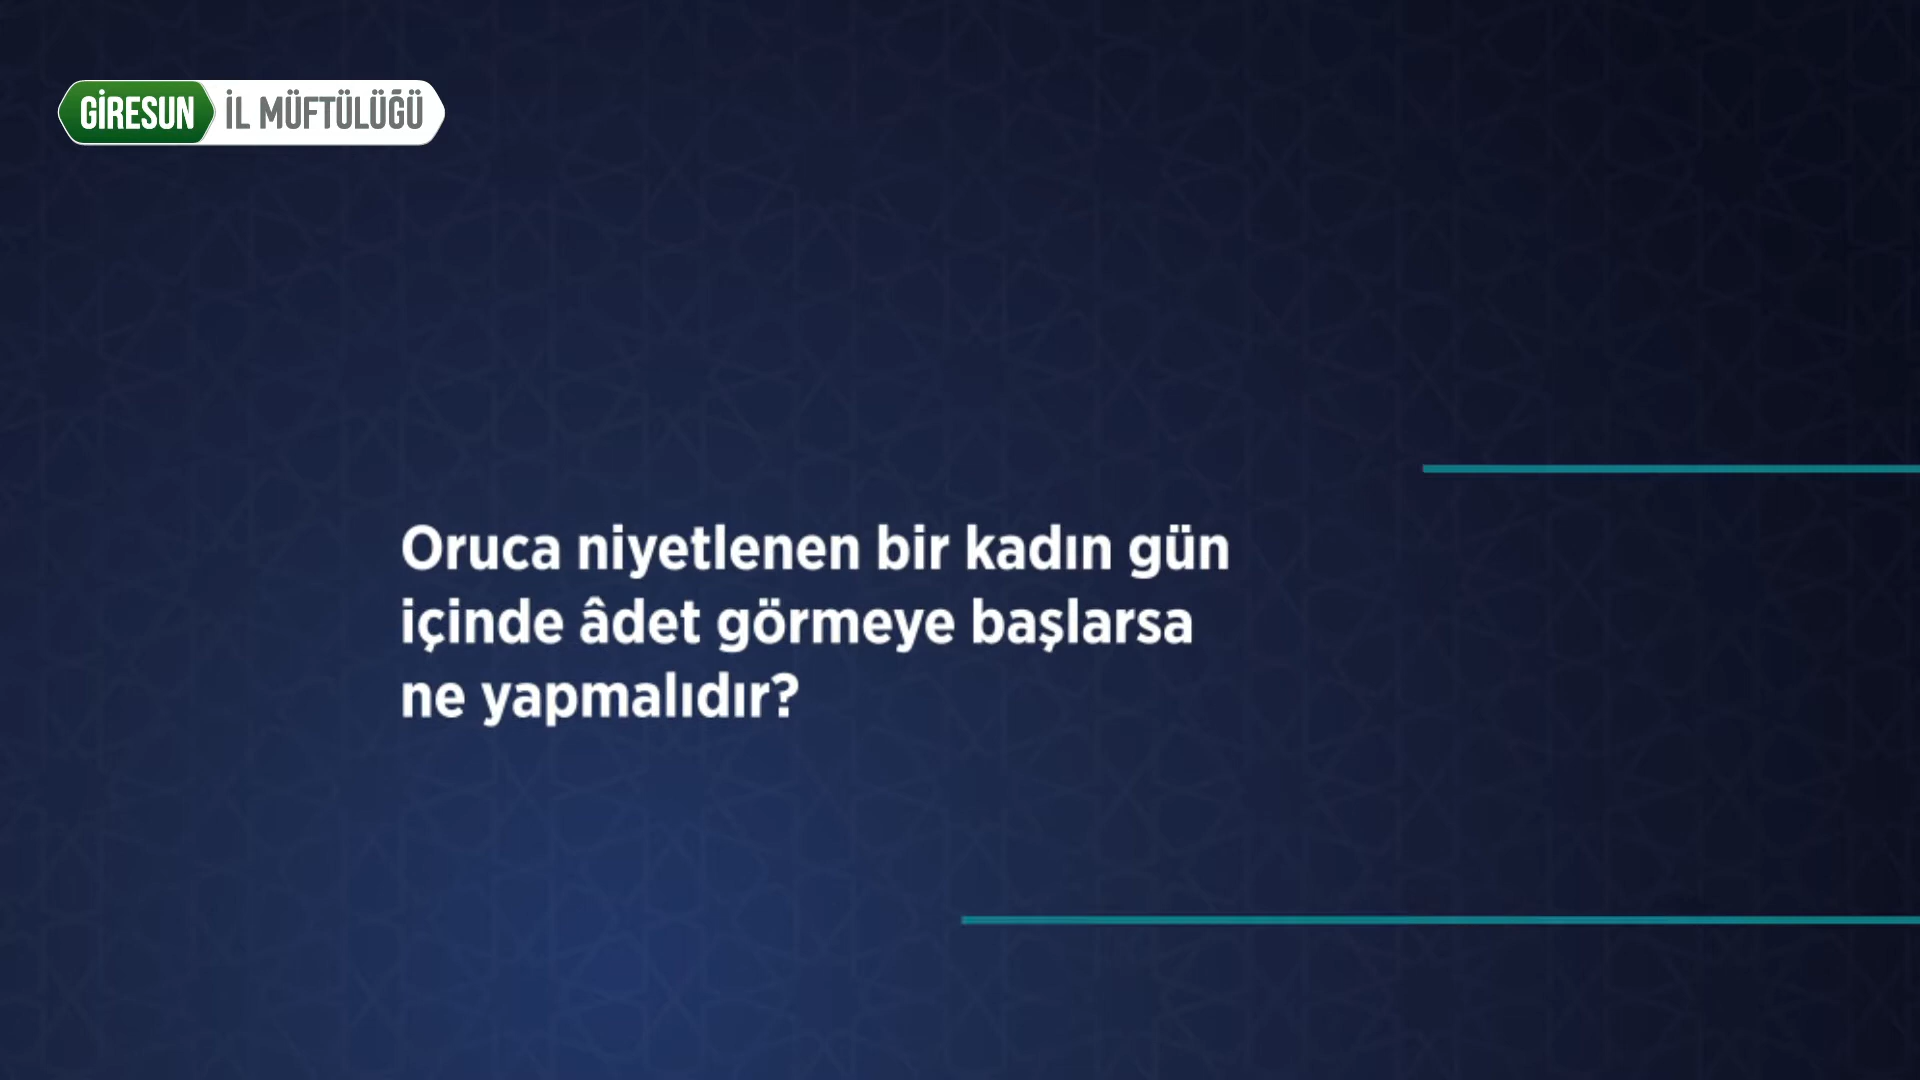 GİRESUN İL MÜFTÜLÜĞÜ
Oruca niyetlenen bir kadın gün
içinde âdet görmeye başlarsa
ne yapmalıdır?